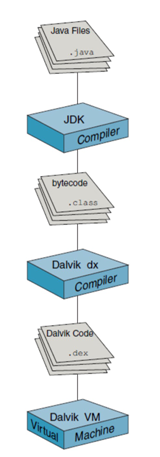 Java Files
.java
JDK
Compiler
bytecode
.class
Dalvik dx
Compiler
Dalvik Code
.dex
Dalvik VM
Virtual Machine